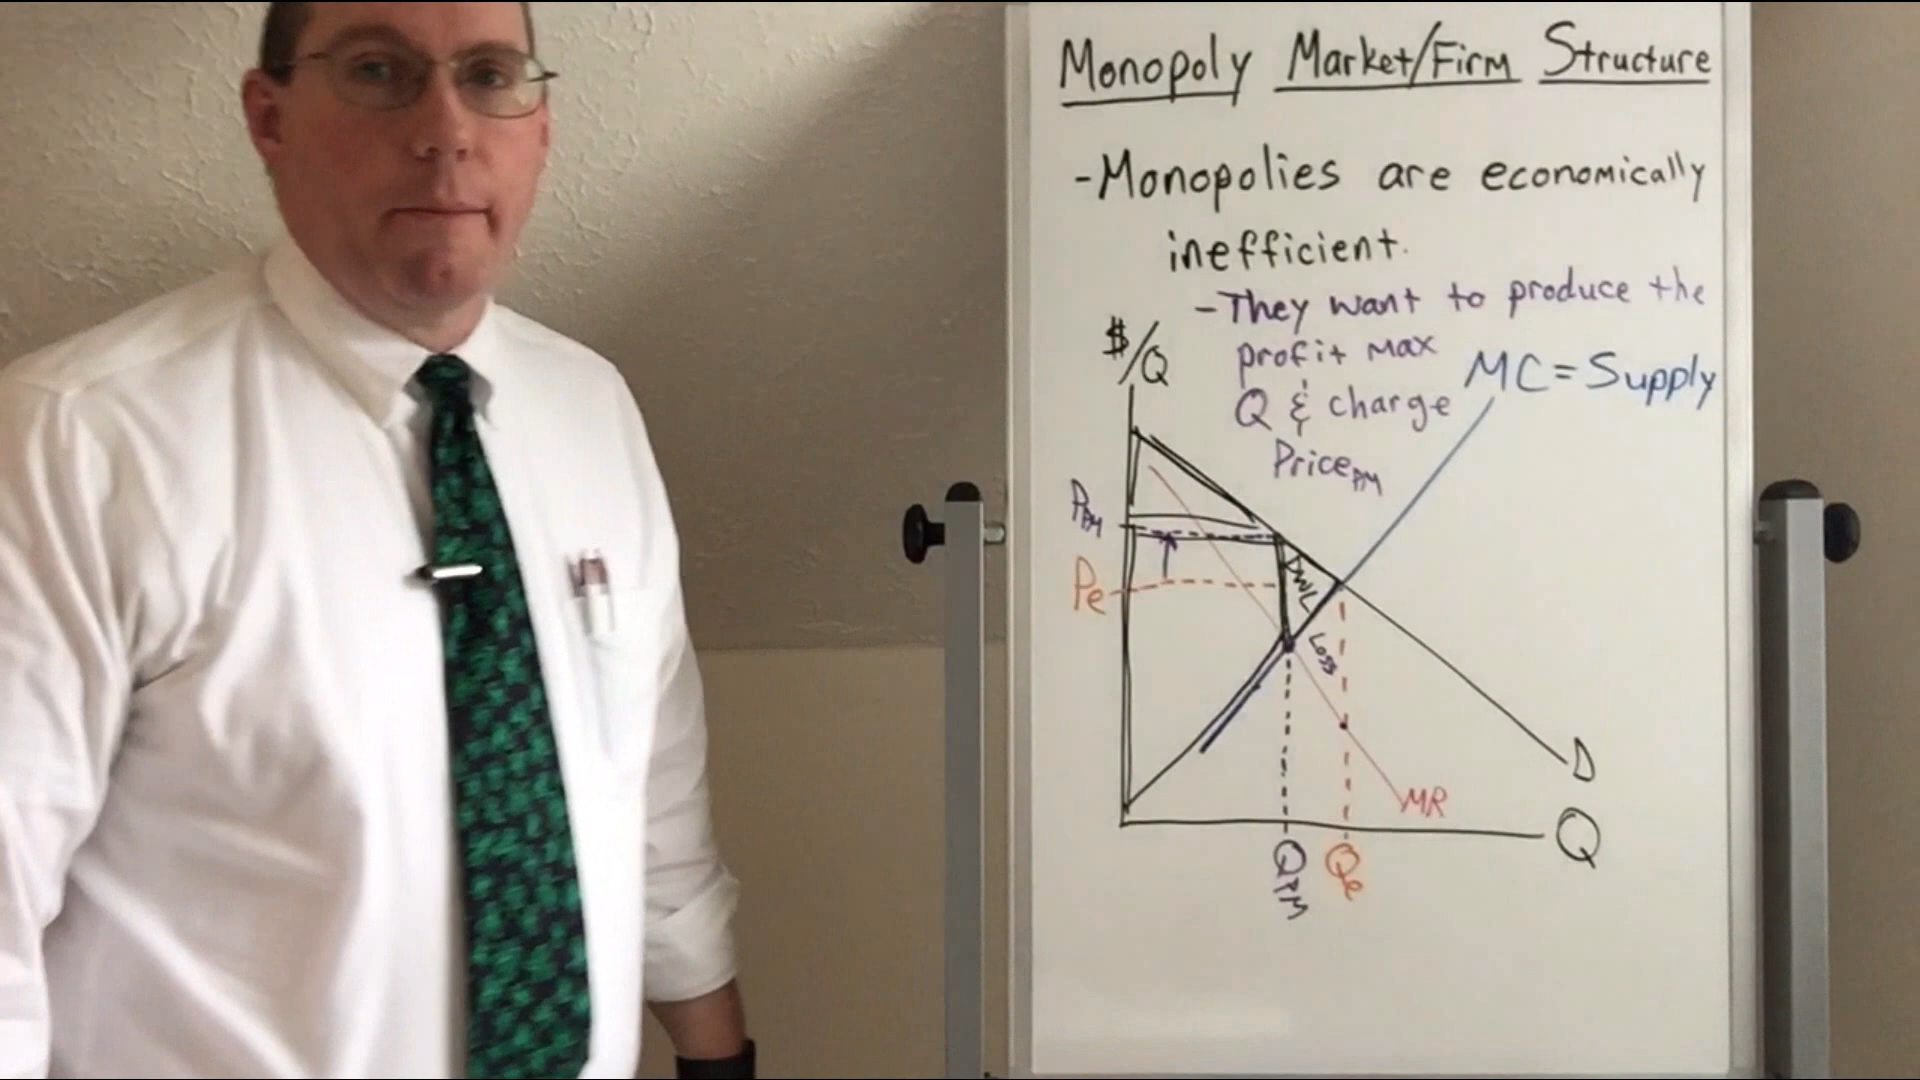 Monopoly Market/Firm Structure
-Monopolies are economically
inefficient.
-They want to produce the
profit max
Q & charge
Price PM
$/Q
MC=Supply
PPM
Pe
DWL
Loss
D
MR
Q
QPM
Qe